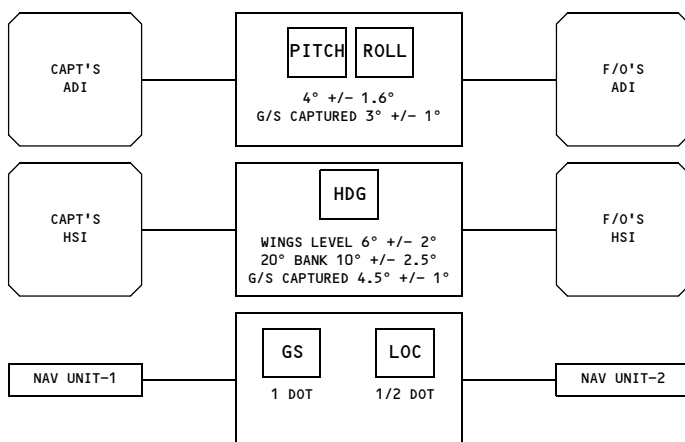 CAPT'S
ADI
PITCH ROLL
4° +/- 1.6°
G/S CAPTURED 3° +/- 1°
F/O'S
ADI
CAPT'S
HSI
HDG
WINGS LEVEL 6° +/- 2°
20° BANK 10° +/- 2.5°
G/S CAPTURED 4.5° +/- 1°
F/O'S
HSI
NAV UNIT-1
GS
1 DOT
LOC
1/2 DOT
NAV UNIT-2